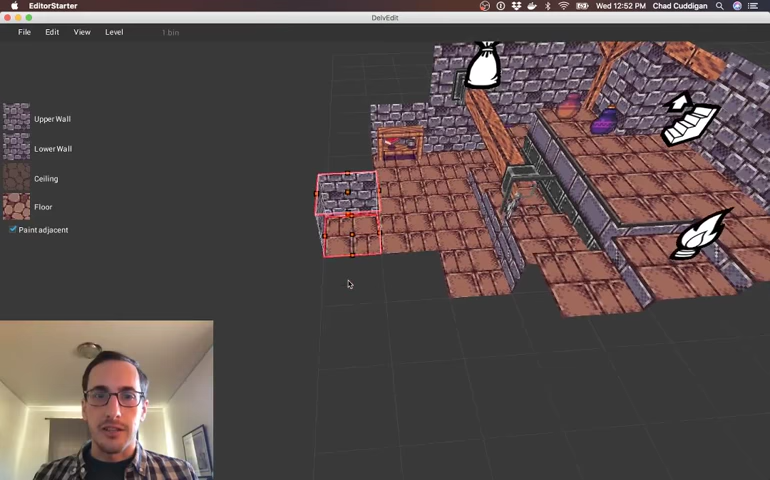 EditorStarter
Wed 12:52 PM Chad Cuddigan
DelvEdit
File Edit View Level 1.bin
Upper Wall
Lower Wall
Ceiling
Floor
Paint adjacent